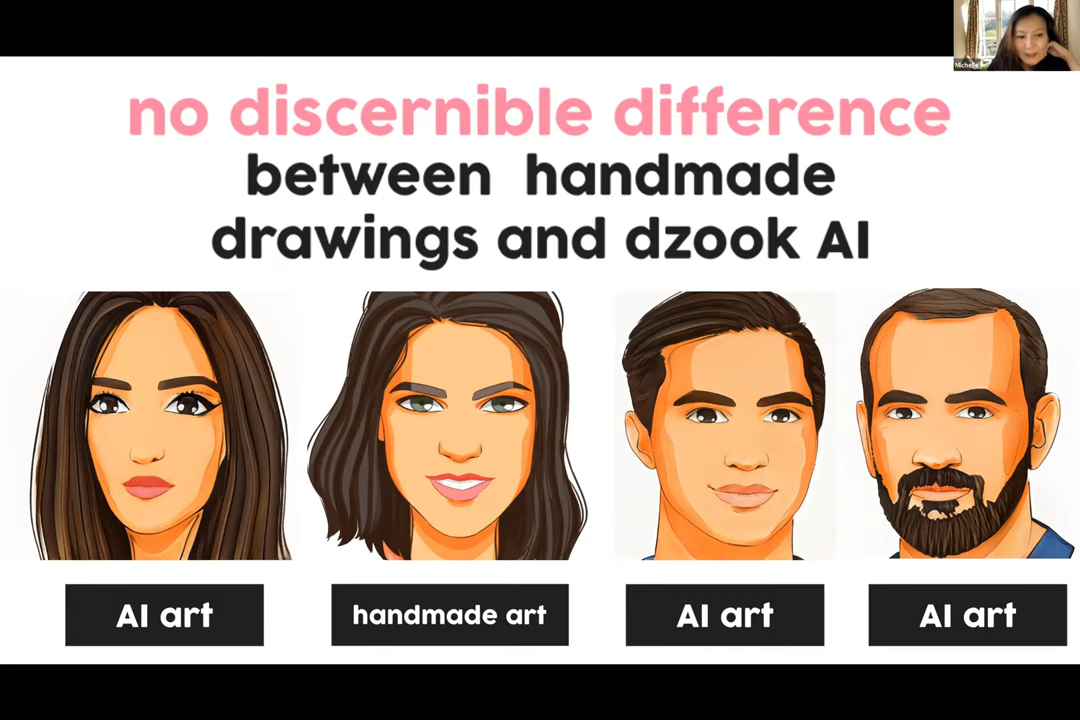 Michelle
no discernible difference
between handmade
drawings and dzook AI
AI art
handmade art
AI art
AI art